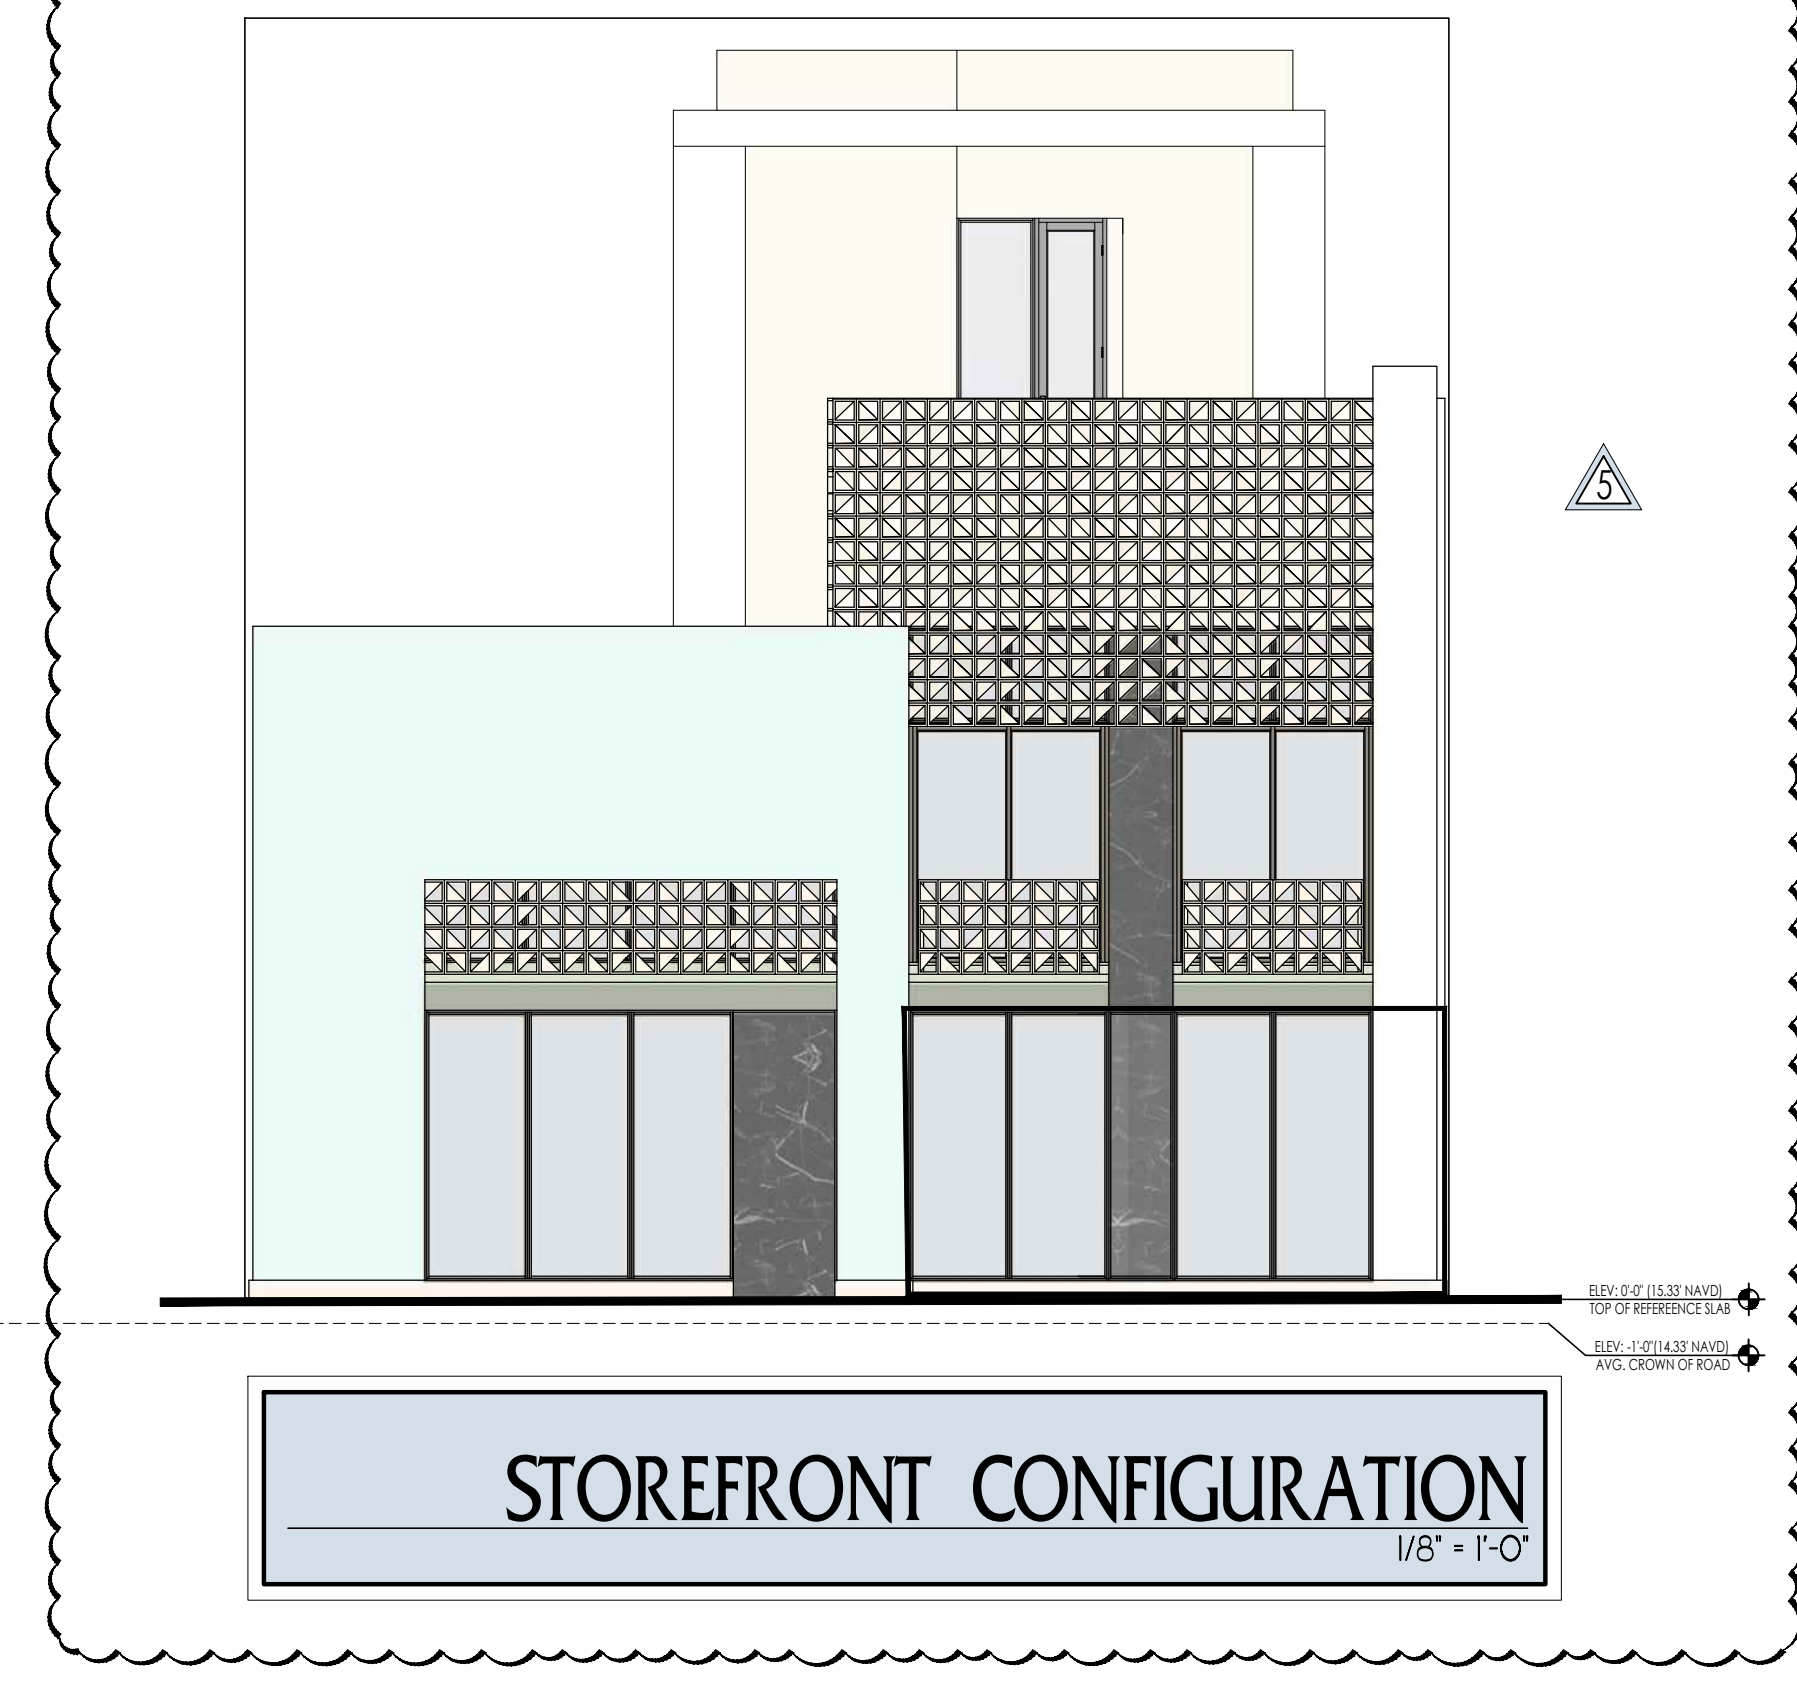 5
ELEV: 0'-0" (15.33' NAVD)
TOP OF REFEREENCE SLAB
ELEV: -1'-0"(14.33' NAVD)
AVG. CROWN OF ROAD
STOREFRONT CONFIGURATION
1/8" = 1'-0"